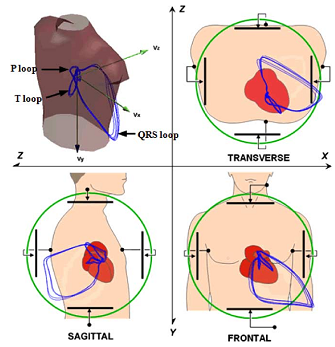 Z
Vz
P loop
T loop
Vx
QRS loop
Vy
TRANSVERSE
Z
X
SAGITTAL
Y
FRONTAL